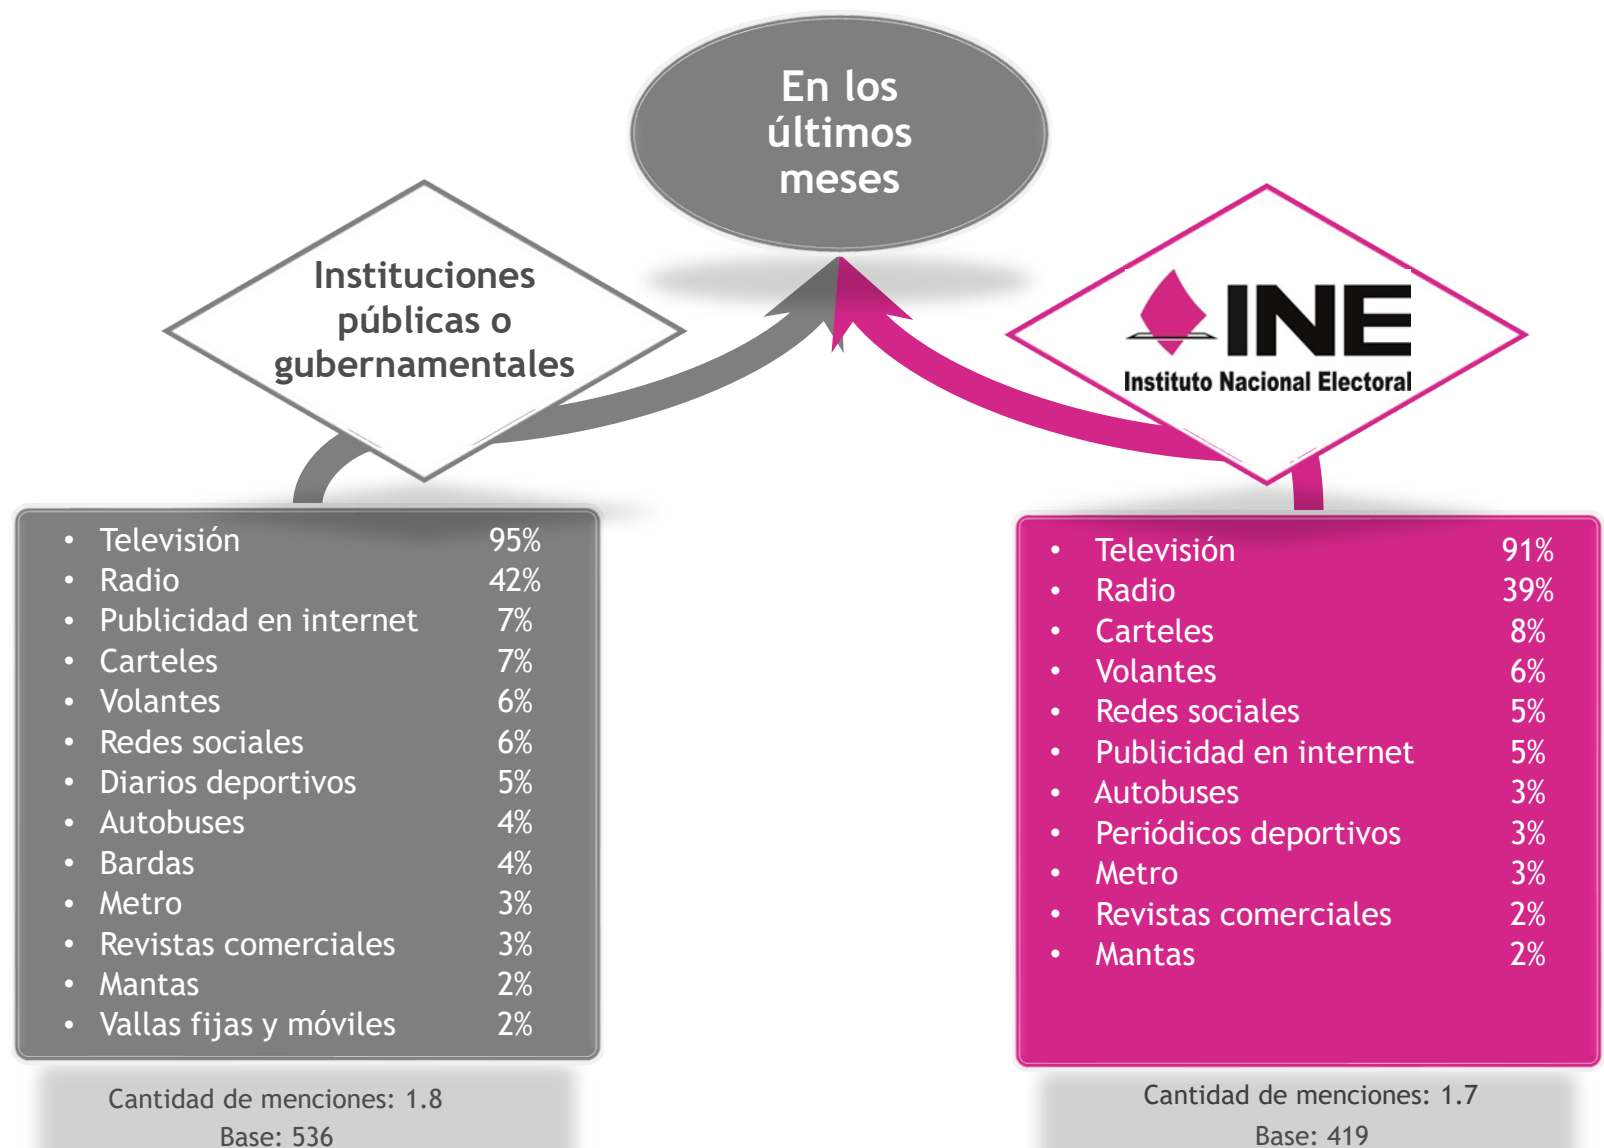 En los
últimos
meses
Instituciones
públicas o
gubernamentales
INE
Instituto Nacional Electoral
• Televisión 95%
• Radio 42%
• Publicidad en internet 7%
• Carteles 7%
• Volantes 6%
• Redes sociales 6%
• Diarios deportivos 5%
• Autobuses 4%
• Bardas 4%
• Metro 3%
• Revistas comerciales 3%
• Mantas 2%
• Vallas fijas y móviles 2%
Cantidad de menciones: 1.8
Base: 536
• Televisión 91%
• Radio 39%
• Carteles 8%
• Volantes 6%
• Redes sociales 5%
• Publicidad en internet 5%
• Autobuses 3%
• Periódicos deportivos 3%
• Metro 3%
• Revistas comerciales 2%
• Mantas 2%
Cantidad de menciones: 1.7
Base: 419